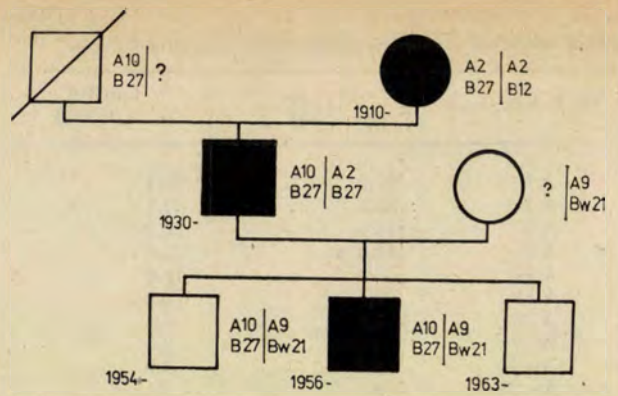 A10 | ?
B27 |
A2 | A2
B27 | B12
1910-
A10 | A2
B27 | B27
1930-
? | A9
| Bw21
A10 | A9
B27 | Bw21
1954-
A10 | A9
B27 | Bw21
1956-
1963-